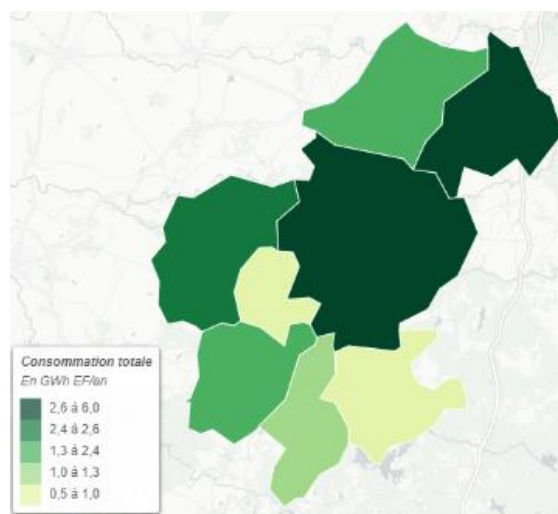 Consommation totale
En GWh EF/an
2,6 à 6,0
2,4 à 2,6
1,3 à 2,4
1,0 à 1,3
0,5 à 1,0